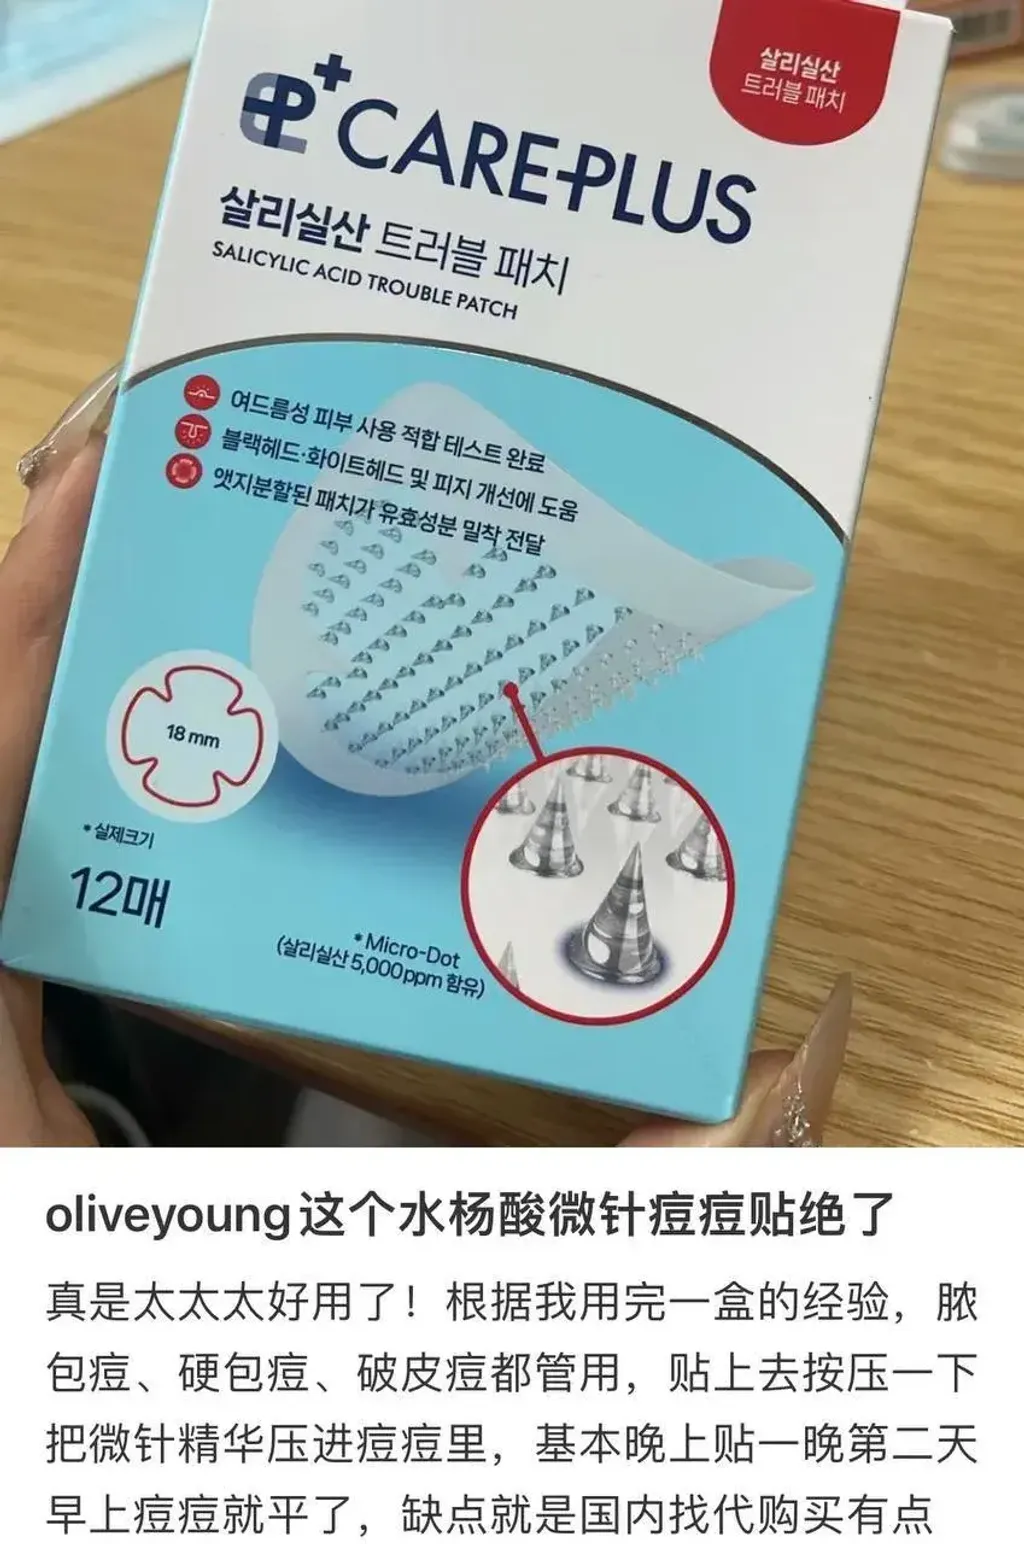 살리실산
트러블 패치
CP+ CAREPLUS
살리실산 트러블 패치
SALICYLIC ACID TROUBLE PATCH
여드름성 피부 사용 적합 테스트 완료
블랙헤드·화이트헤드 및 피지 개선에 도움
앳지분할된 패치가 유효성분 밀착 전달
18 mm
*실제크기
12매
*Micro-Dot
(살리실산 5,000ppm 함유)
oliveyoung这个水杨酸微针痘痘贴绝了
真是太太太好用了！根据我用完一盒的经验，脓
包痘、硬包痘、破皮痘都管用，贴上去按压一下
把微针精华压进痘痘里，基本晚上贴一晚第二天
早上痘痘就平了，缺点就是国内找代购买有点